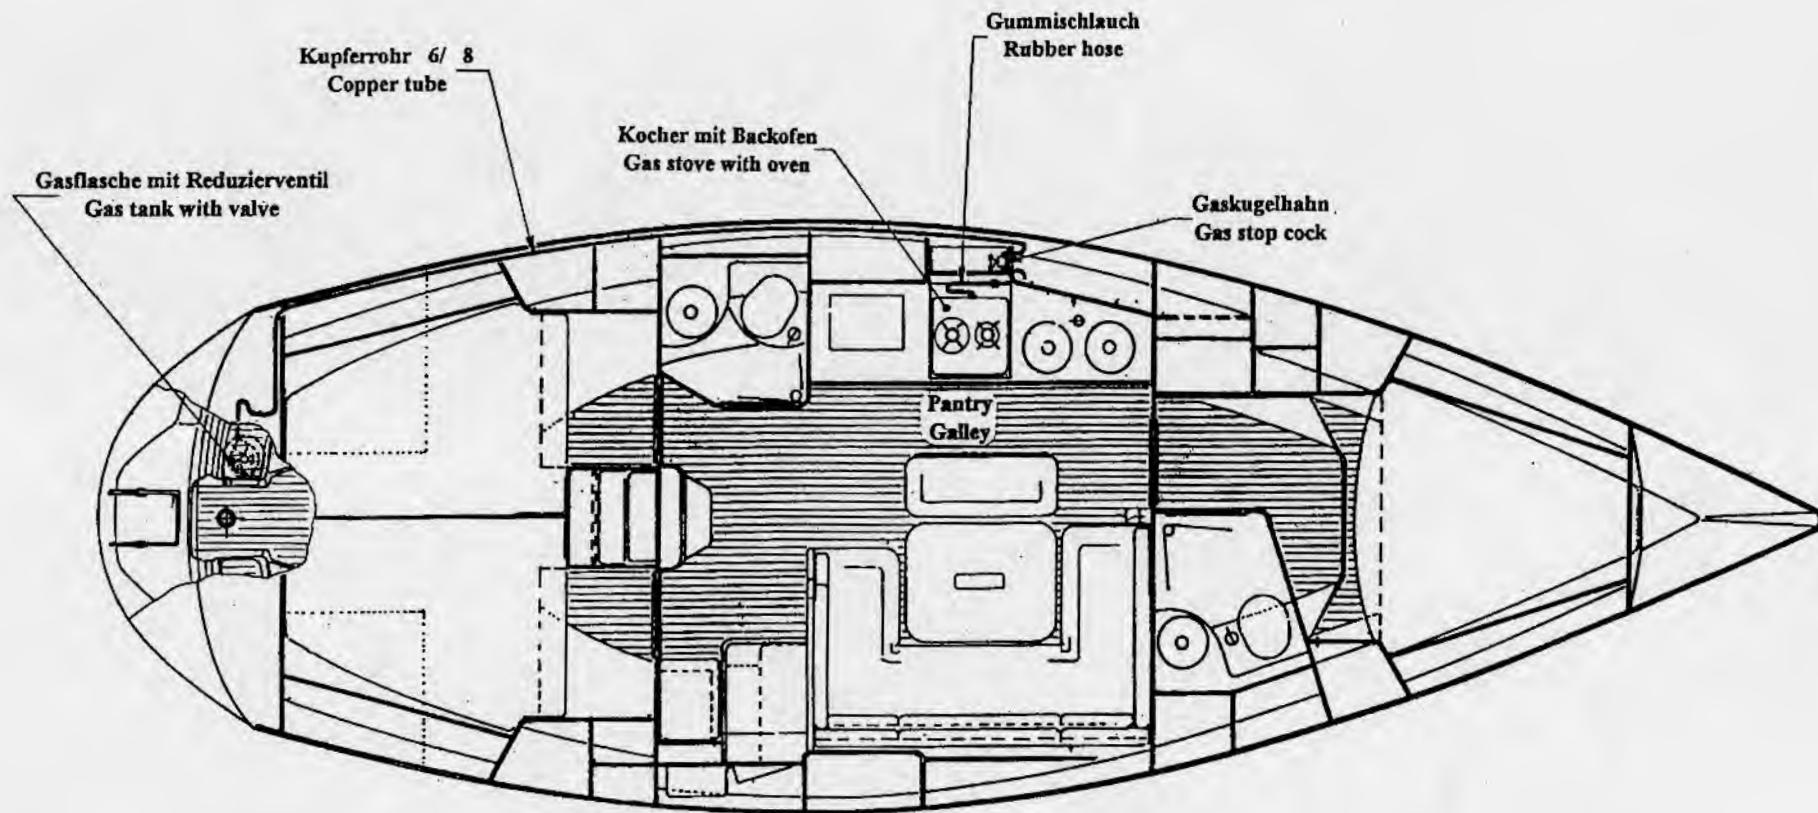 Gummischlauch
Rubber hose
Kupferrohr 6/ 8
Copper tube
Kocher mit Backofen
Gas stove with oven
Gasflasche mit Reduzierventil
Gas tank with valve
Gaskugelhahn
Gas stop cock
Pantry
Galley